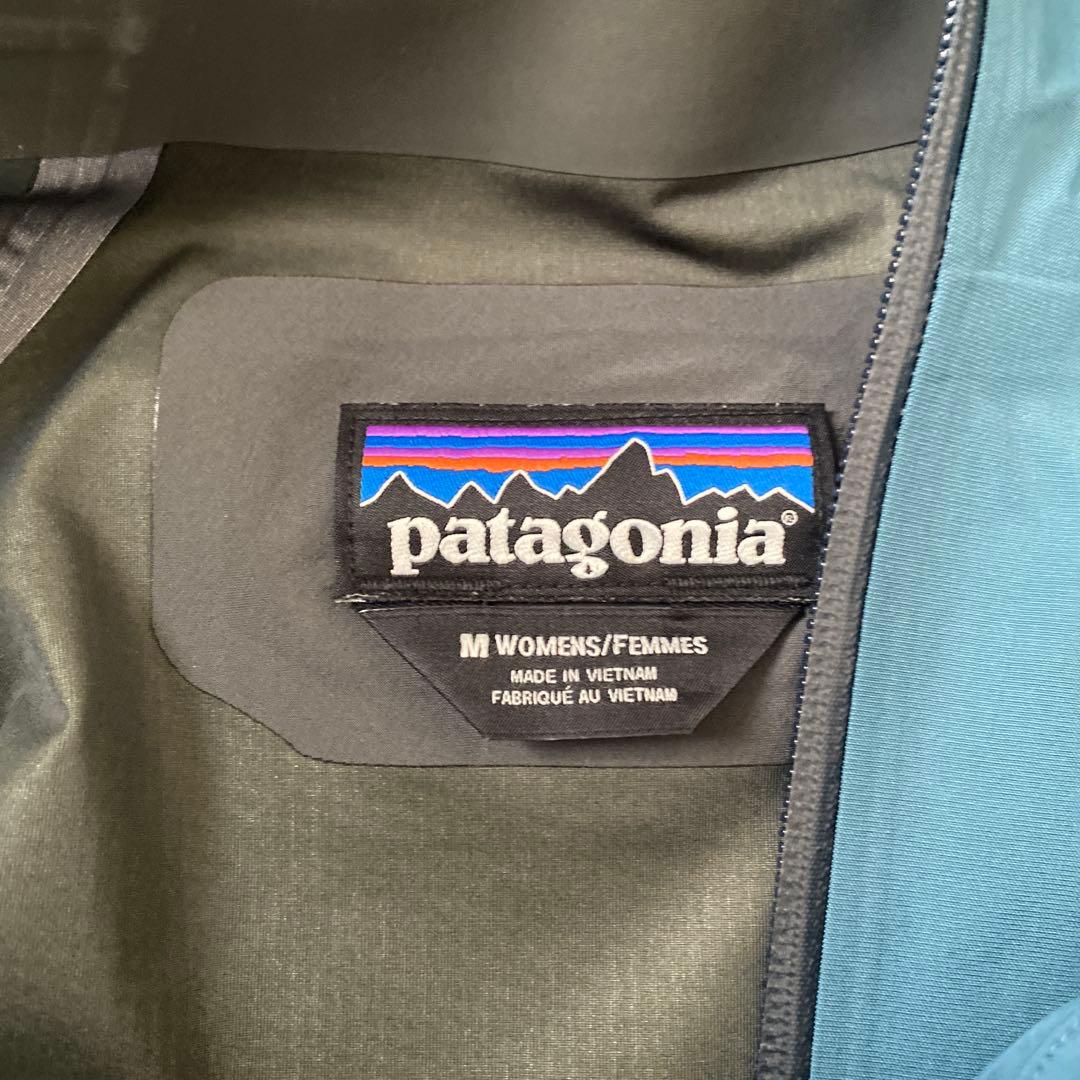 patagonia®
M WOMENS/FEMMES
MADE IN VIETNAM
FABRIQUÉ AU VIETNAM